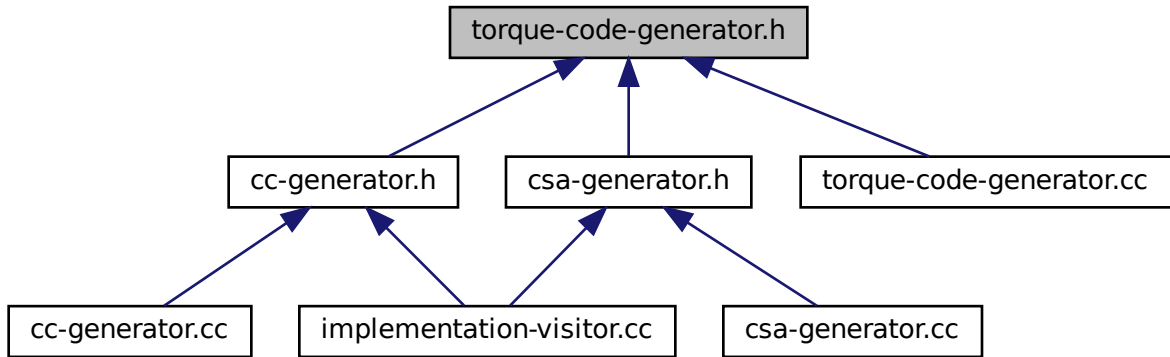 torque-code-generator.h
cc-generator.h
csa-generator.h
torque-code-generator.cc
cc-generator.cc
implementation-visitor.cc
csa-generator.cc